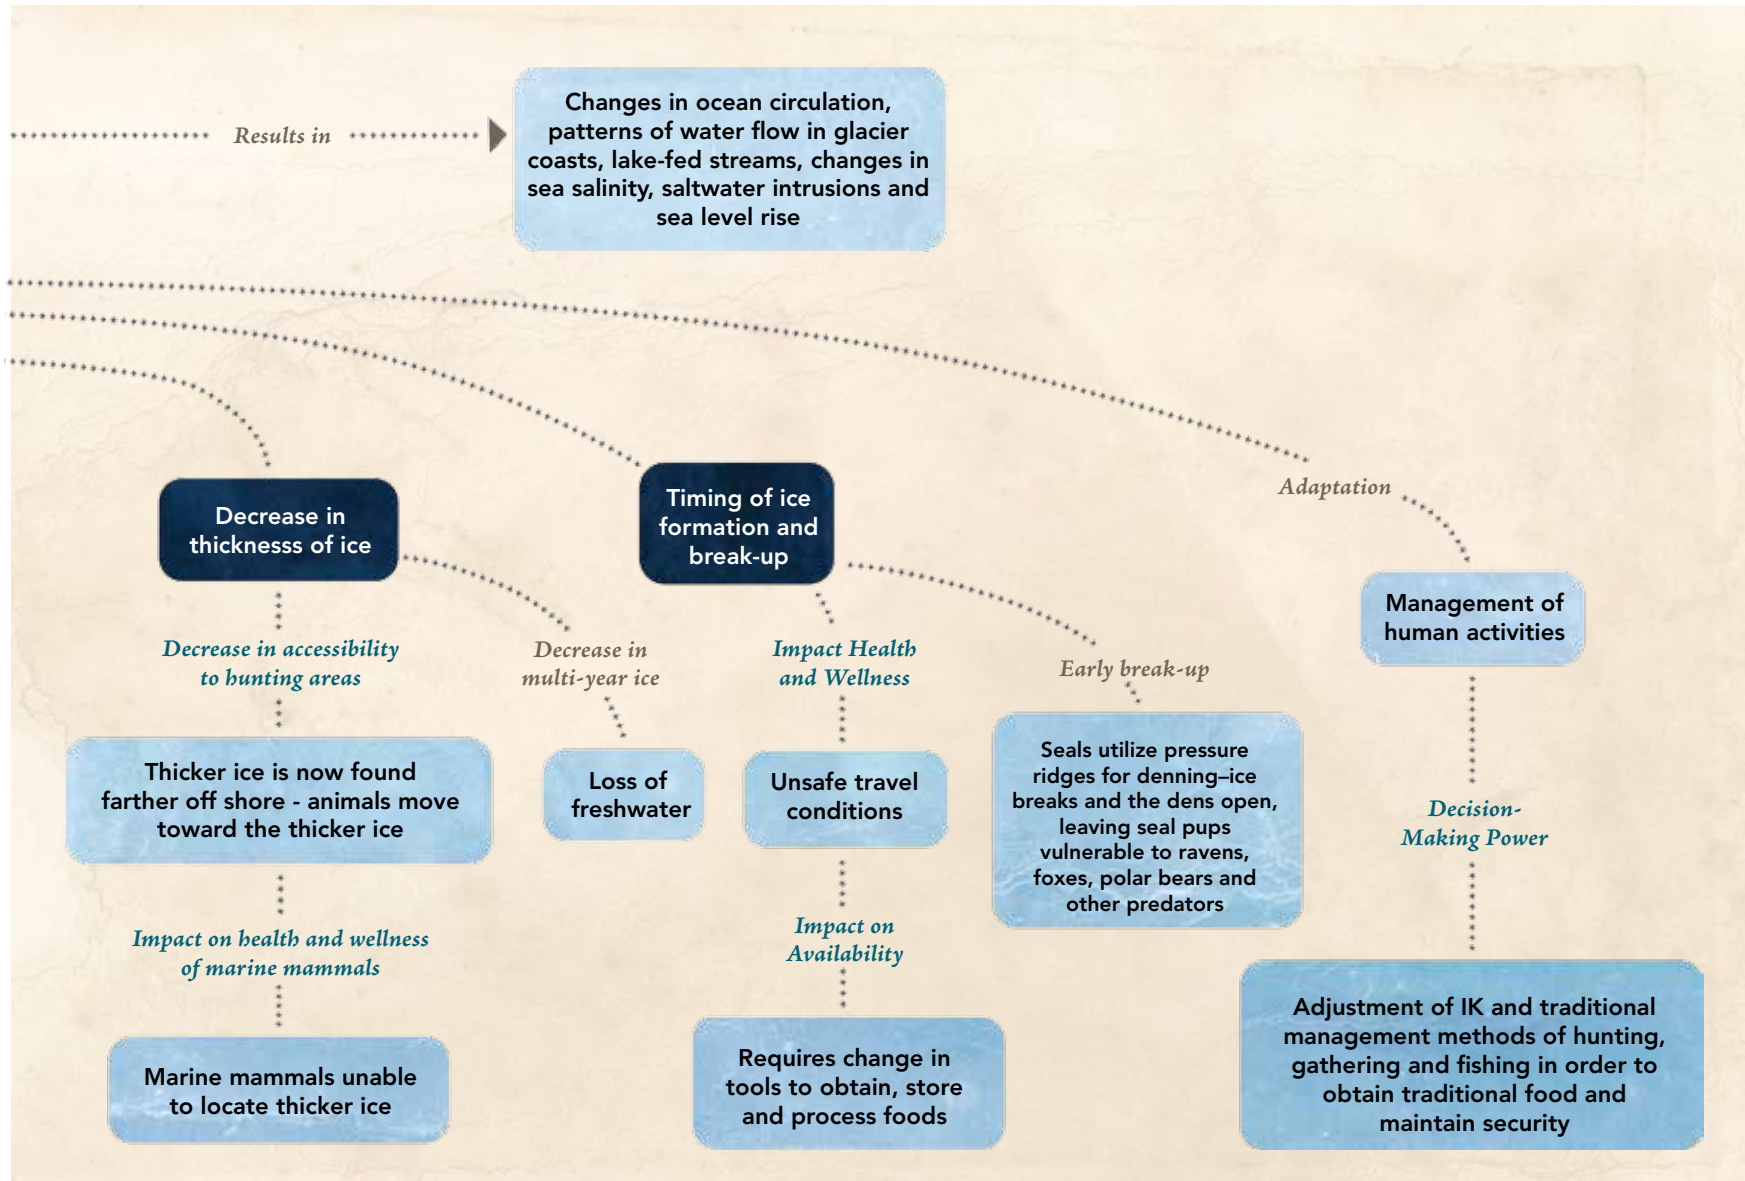 Results in
Changes in ocean circulation,
patterns of water flow in glacier
coasts, lake-fed streams, changes in
sea salinity, saltwater intrusions and
sea level rise
Decrease in
thicknesss of ice
Timing of ice
formation and
break-up
Adaptation
Management of
human activities
Decrease in accessibility
to hunting areas
Decrease in
multi-year ice
Impact Health
and Wellness
Early break-up
Thicker ice is now found
farther off shore - animals move
toward the thicker ice
Loss of
freshwater
Unsafe travel
conditions
Seals utilize pressure
ridges for denning–ice
breaks and the dens open,
leaving seal pups
vulnerable to ravens,
foxes, polar bears and
other predators
Decision-
Making Power
Impact on health and wellness
of marine mammals
Impact on
Availability
Marine mammals unable
to locate thicker ice
Requires change in
tools to obtain, store
and process foods
Adjustment of IK and traditional
management methods of hunting,
gathering and fishing in order to
obtain traditional food and
maintain security